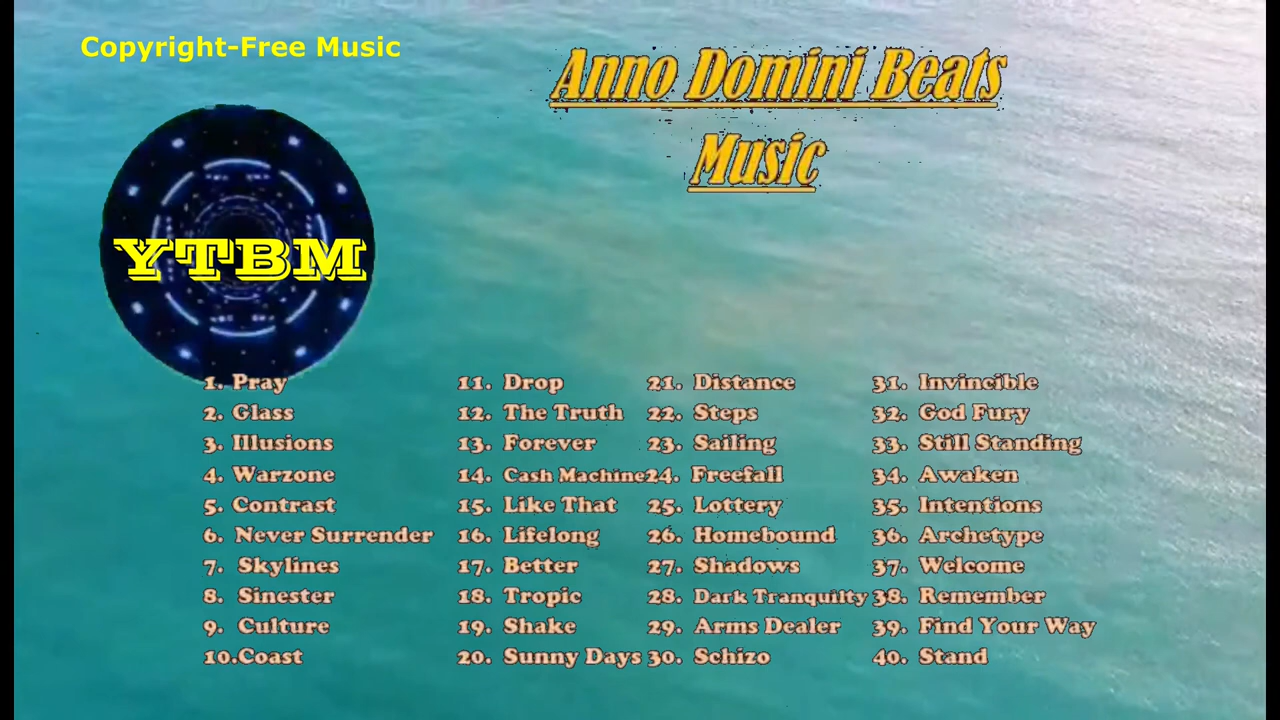 Copyright-Free Music
Anno Domini Beats
Music
YTBM
1. Pray
2. Glass
3. Illusions
4. Warzone
5. Contrast
6. Never Surrender
7. Skylines
8. Sinester
9. Culture
10.Coast
11. Drop
12. The Truth
13. Forever
14. Cash Machine
15. Like That
16. Lifelong
17. Better
18. Tropic
19. Shake
20. Sunny Days
21. Distance
22. Steps
23. Sailing
24. Freefall
25. Lottery
26. Homebound
27. Shadows
28. Dark Tranquilty
29. Arms Dealer
30. Schizo
31. Invincible
32. God Fury
33. Still Standing
34. Awaken
35. Intentions
36. Archetype
37. Welcome
38. Remember
39. Find Your Way
40. Stand